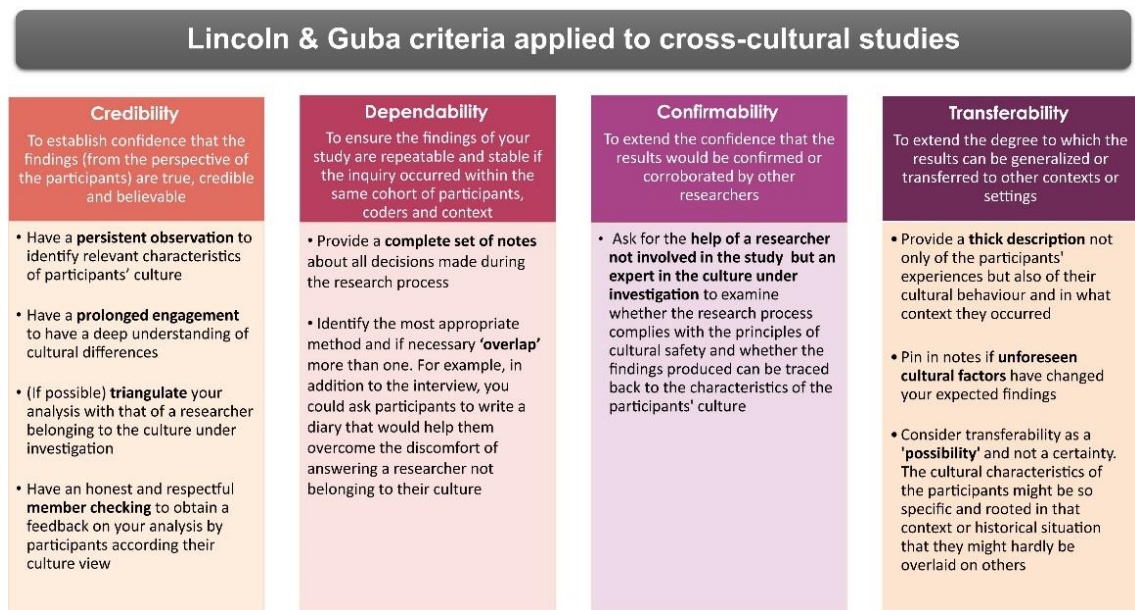 Lincoln & Guba criteria applied to cross-cultural studies
Credibility
To establish confidence that the
findings (from the perspective of
the participants) are true, credible
and believable
• Have a persistent observation to
identify relevant characteristics
of participants' culture
• Have a prolonged engagement
to have a deep understanding of
cultural differences
• (If possible) triangulate your
analysis with that of a researcher
belonging to the culture under
investigation
• Have an honest and respectful
member checking to obtain a
feedback on your analysis by
participants according their
culture view
Dependability
To ensure the findings of your
study are repeatable and stable if
the inquiry occurred within the
same cohort of participants,
coders and context
• Provide a complete set of notes
about all decisions made during
the research process
• Identify the most appropriate
method and if necessary 'overlap'
more than one. For example, in
addition to the interview, you
could ask participants to write a
diary that would help them
overcome the discomfort of
answering a researcher not
belonging to their culture
Confirmability
To extend the confidence that the
results would be confirmed or
corroborated by other
researchers
• Ask for the help of a researcher
not involved in the study but an
expert in the culture under
investigation to examine
whether the research process
complies with the principles of
cultural safety and whether the
findings produced can be traced
back to the characteristics of the
participants' culture
Transferability
To extend the degree to which the
results can be generalized or
transferred to other contexts or
settings
• Provide a thick description not
only of the participants'
experiences but also of their
cultural behaviour and in what
context they occurred
• Pin in notes if unforeseen
cultural factors have changed
your expected findings
• Consider transferability as a
'possibility' and not a certainty.
The cultural characteristics of
the participants might be so
specific and rooted in that
context or historical situation
that they might hardly be
overlaid on others